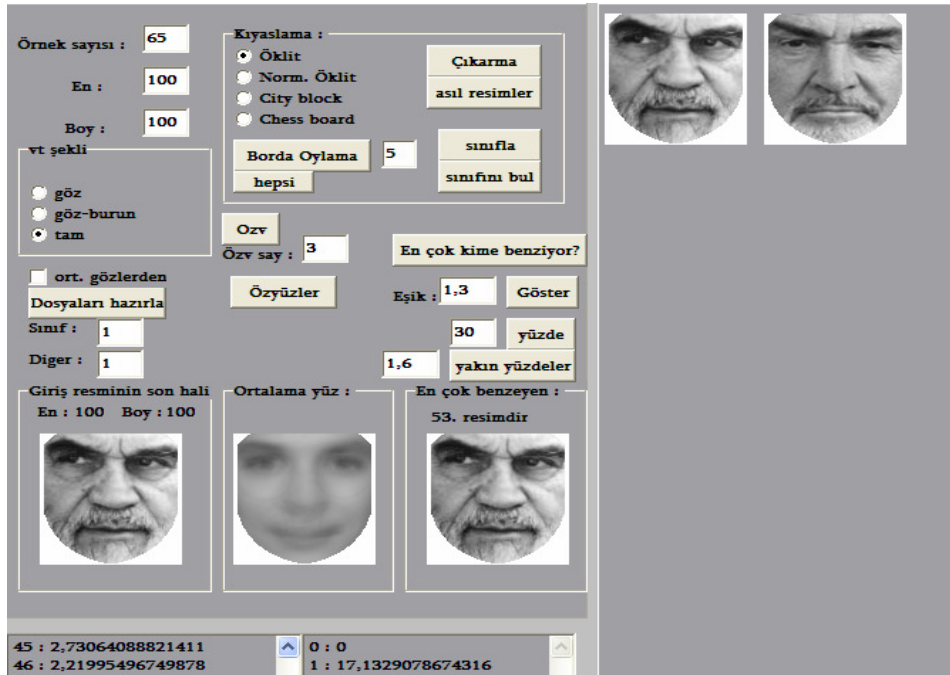 Örnek sayısı : 65
En : 100
Boy : 100
vt şekli
göz
göz-burun
tam
ort. gözlerden
Dosyaları hazırla
Sınıf : 1
Diger : 1
Kıyaslama :
Öklit
Norm. Öklit
City block
Chess board
Çıkarma
asıl resimler
Borda Oylama 5
hepsi
sınıfla
sınıfını bul
Ozv
Özv say : 3
En çok kime benziyor?
Özyüzler
Eşik : 1,3 Göster
30 yüzde
1,6 yakın yüzdeler
Giriş resminin son hali
En : 100 Boy : 100
Ortalama yüz :
En çok benzeyen :
53. resimdir
45 : 2,73064088821411
46 : 2,21995496749878
0 : 0
1 : 17,1329078674316